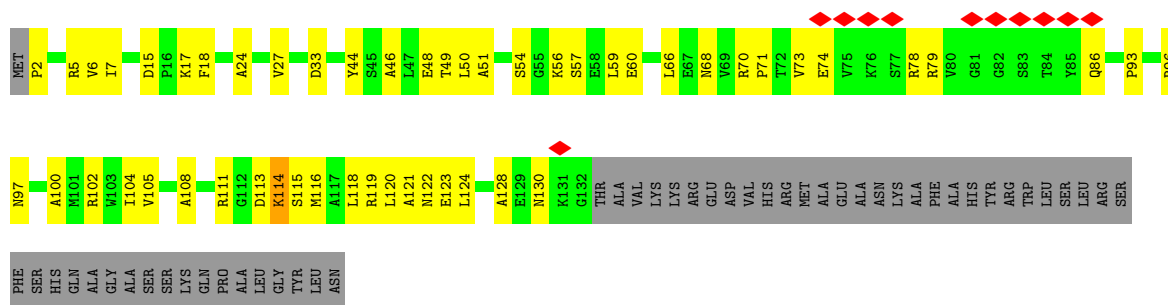 MET P2 R5 V6 I7 D15 P16 K17 F18 A24 V27 D33 Y44 S45 A46 L47 E48 T49 L50 A51 S54 G55 K56 S57 E58 L59 E60 L66 E67 N68 V69 R70 P71 T72 V73 E74 V75 K76 S77 R78 R79 V80 G81 G82 S83 T84 Y85 Q86 P93
N97 A100 M101 R102 W103 I104 V105 A108 R111 G112 D113 K114 S115 M116 A117 L118 R119 L120 A121 N122 E123 L124 A128 E129 N130 K131 G132 THR ALA VAL LYS LYS ARG GLU ASP VAL HIS ARG MET ALA GLU ALA ASN LYS ALA PHE ALA HIS TYR ARG TRP LEU SER LEU ARG SER
PHE SER HIS GLN ALA GLY ALA SER SER LYS GLN PRO ALA LEU GLY TYR LEU ASN